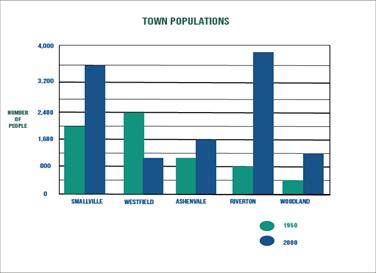 TOWN POPULATIONS
4,000
3,200
2,400
1,600
800
0
NUMBER
OF
PEOPLE
SMALLVILLE WESTFIELD ASHENVALE RIVERTON WOODLAND
1950
2000